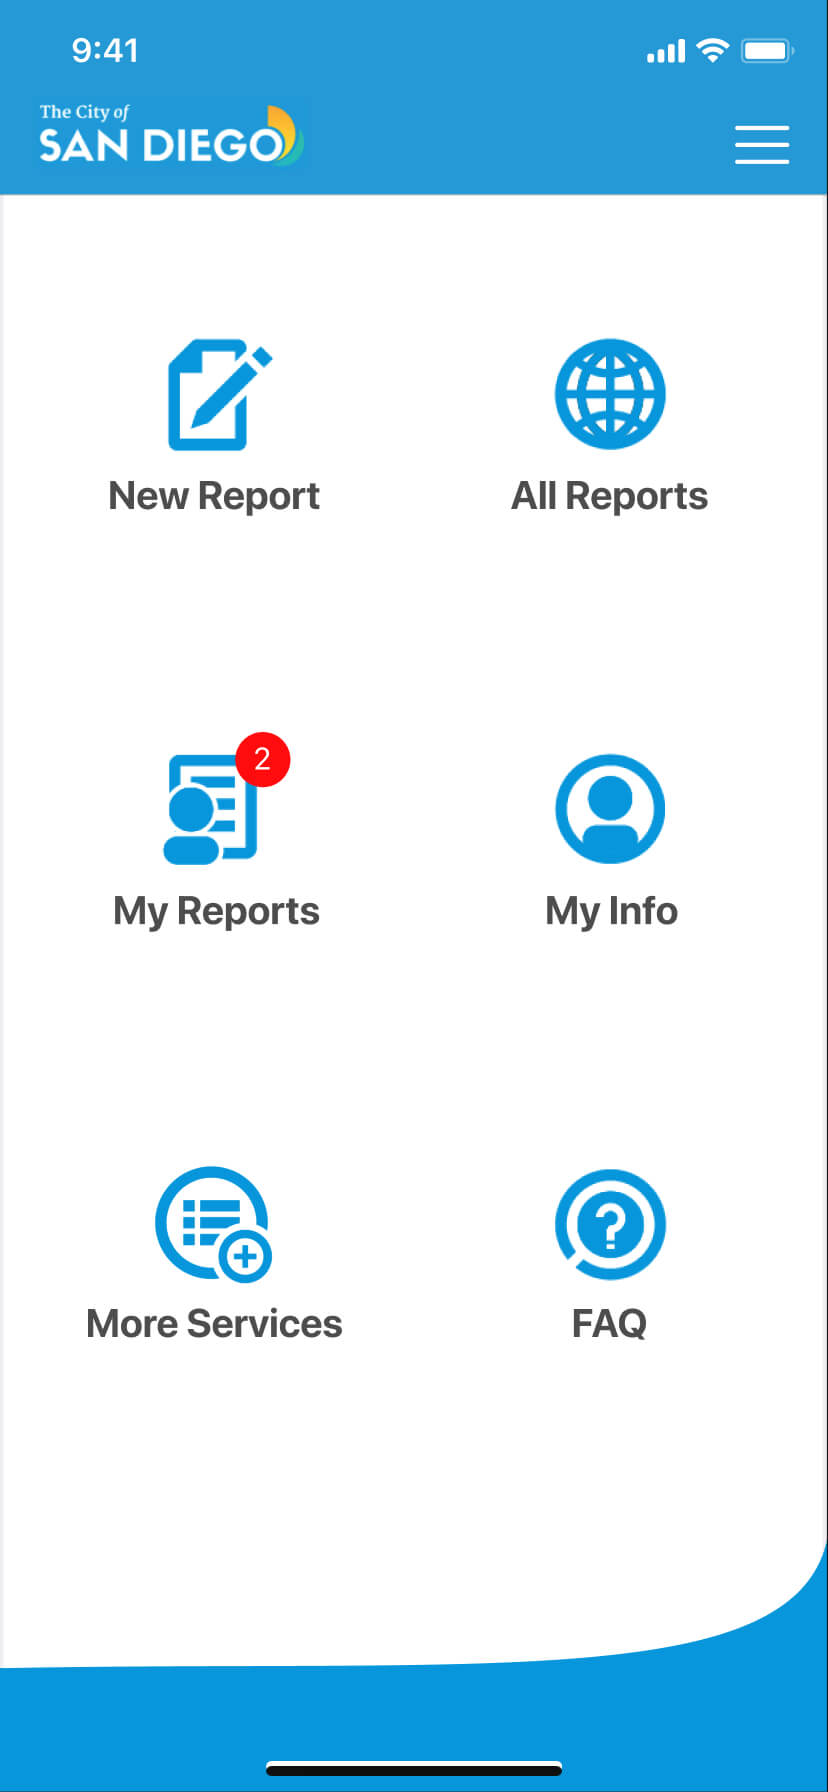 9:41
The City of
SAN DIEGO
New Report
All Reports
2
My Reports
My Info
More Services
?
FAQ